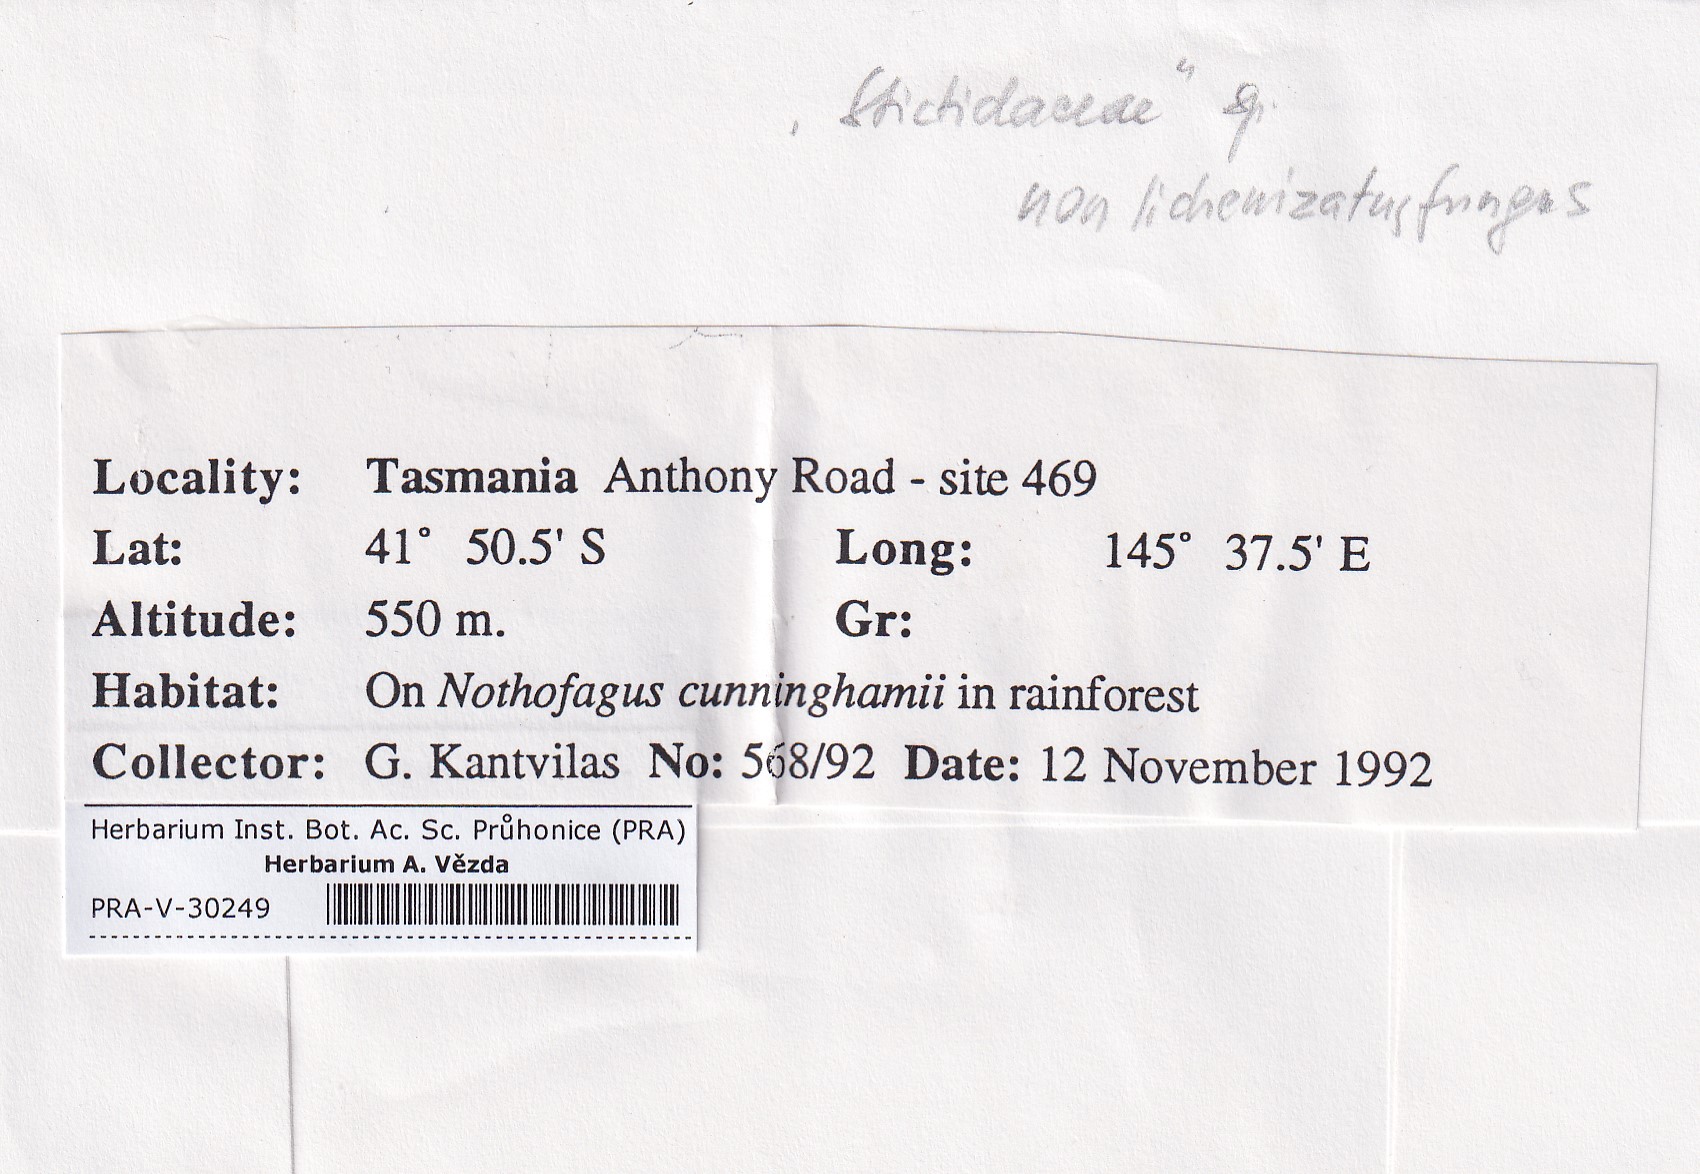 , Stictidaceae " sp.
non lichenizatus fungus
Locality: Tasmania Anthony Road - site 469
Lat: 41° 50.5' S Long: 145° 37.5' E
Altitude: 550 m. Gr:
Habitat: On Nothofagus cunninghamii in rainforest
Collector: G. Kantvilas No: 568/92 Date: 12 November 1992
Herbarium Inst. Bot. Ac. Sc. Průhonice (PRA)
Herbarium A. Vězda
PRA-V-30249